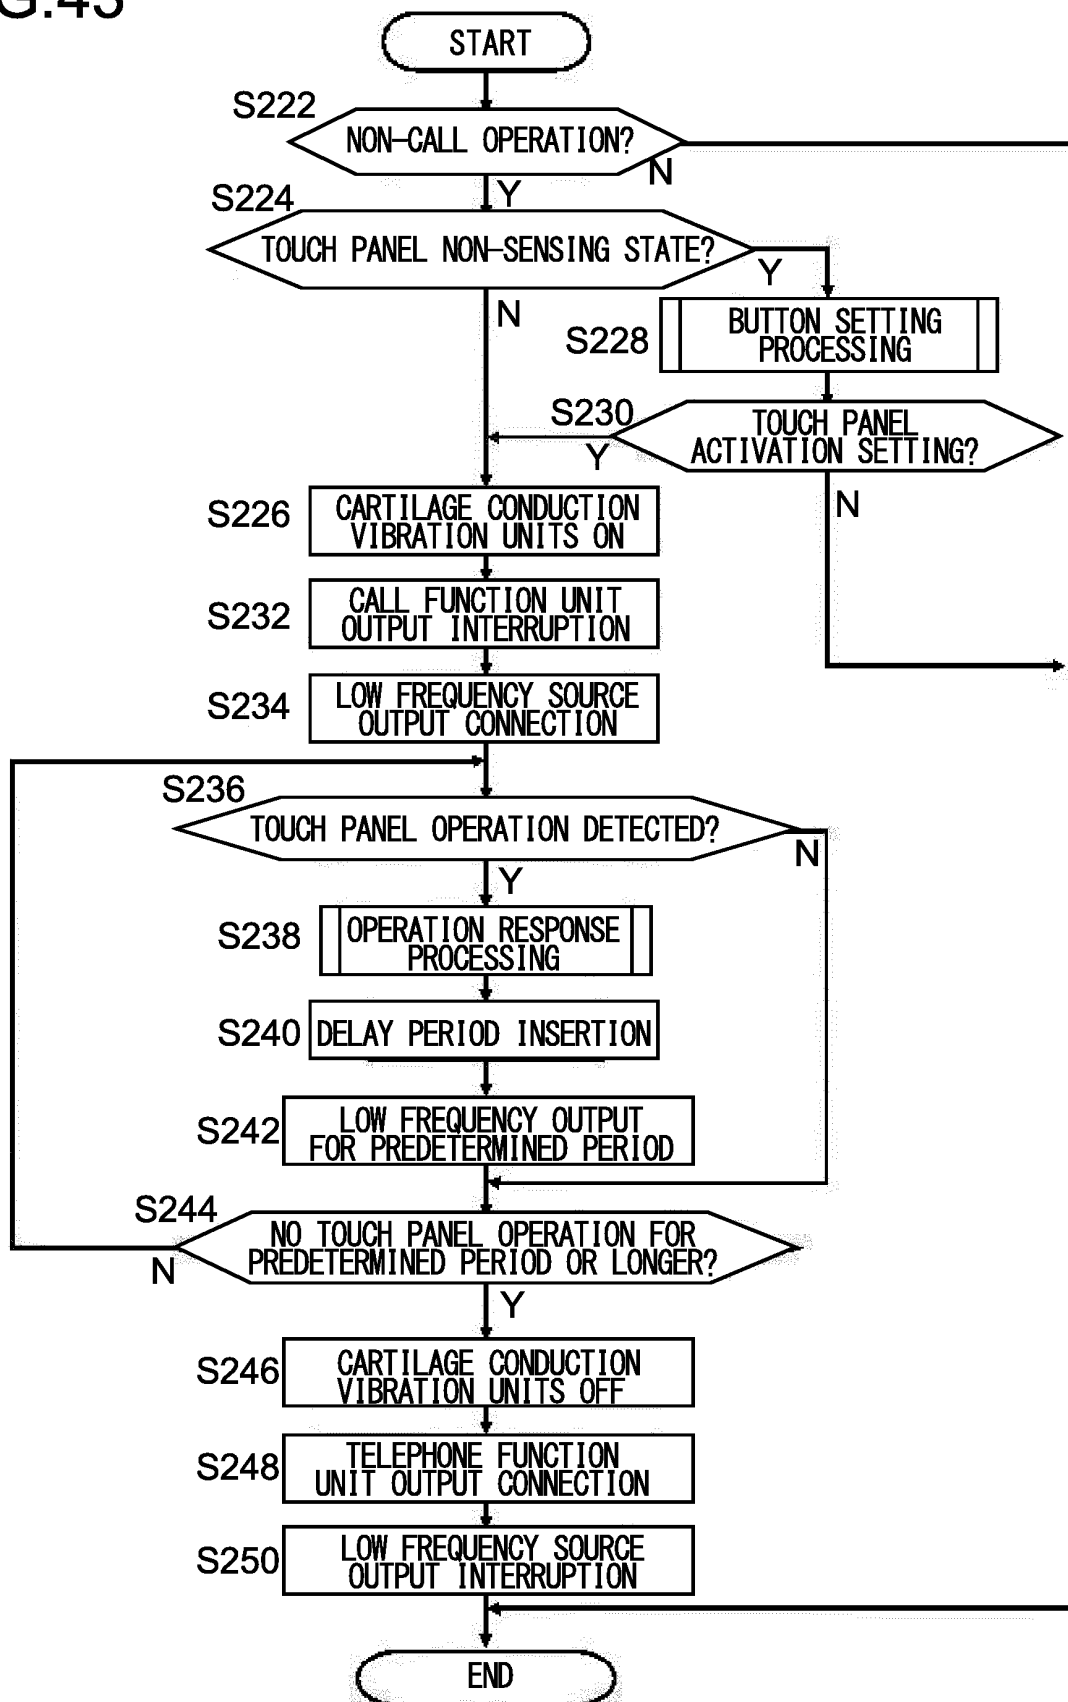 G.43
START
S222
NON-CALL OPERATION?
N
Y
S224
TOUCH PANEL NON-SENSING STATE?
Y
N
S228
BUTTON SETTING
PROCESSING
S230
TOUCH PANEL
ACTIVATION SETTING?
Y
N
S226
CARTILAGE CONDUCTION
VIBRATION UNITS ON
S232
CALL FUNCTION UNIT
OUTPUT INTERRUPTION
S234
LOW FREQUENCY SOURCE
OUTPUT CONNECTION
S236
TOUCH PANEL OPERATION DETECTED?
N
Y
S238
OPERATION RESPONSE
PROCESSING
S240
DELAY PERIOD INSERTION
S242
LOW FREQUENCY OUTPUT
FOR PREDETERMINED PERIOD
S244
NO TOUCH PANEL OPERATION FOR
PREDETERMINED PERIOD OR LONGER?
N
Y
S246
CARTILAGE CONDUCTION
VIBRATION UNITS OFF
S248
TELEPHONE FUNCTION
UNIT OUTPUT CONNECTION
S250
LOW FREQUENCY SOURCE
OUTPUT INTERRUPTION
END